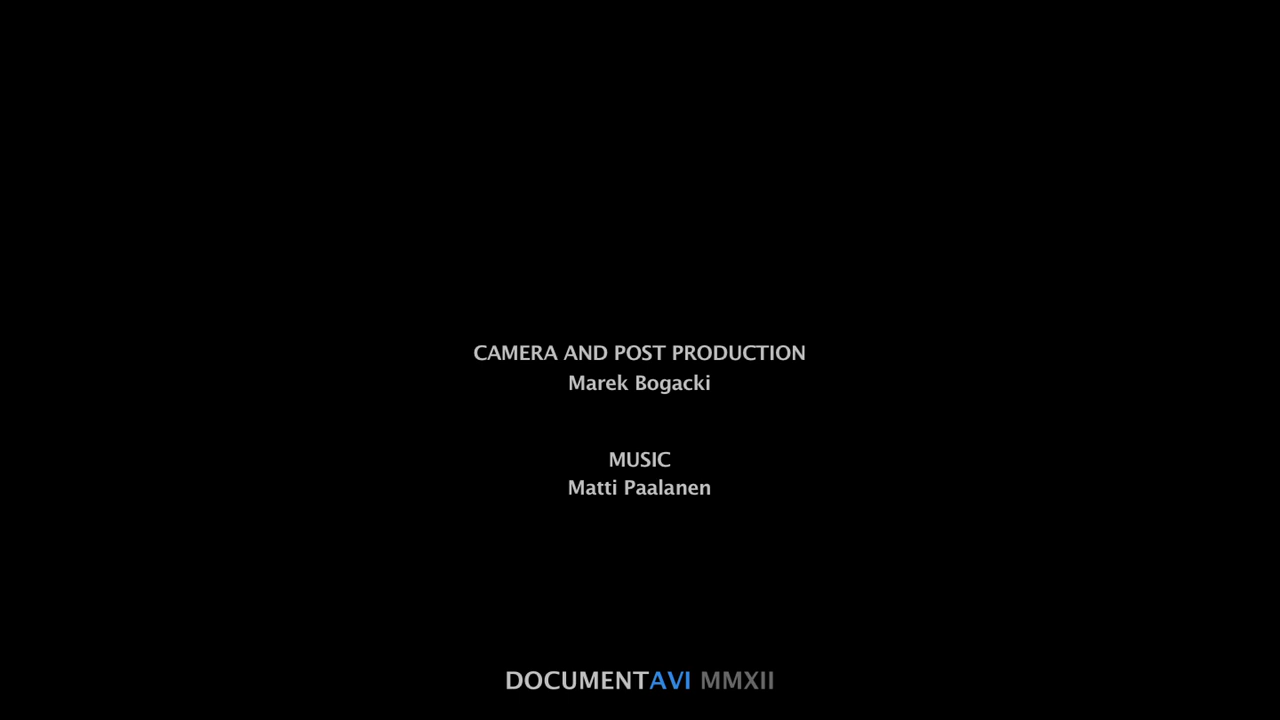 CAMERA AND POST PRODUCTION
Marek Bogacki
MUSIC
Matti Paalanen
DOCUMENTAVI MMXII